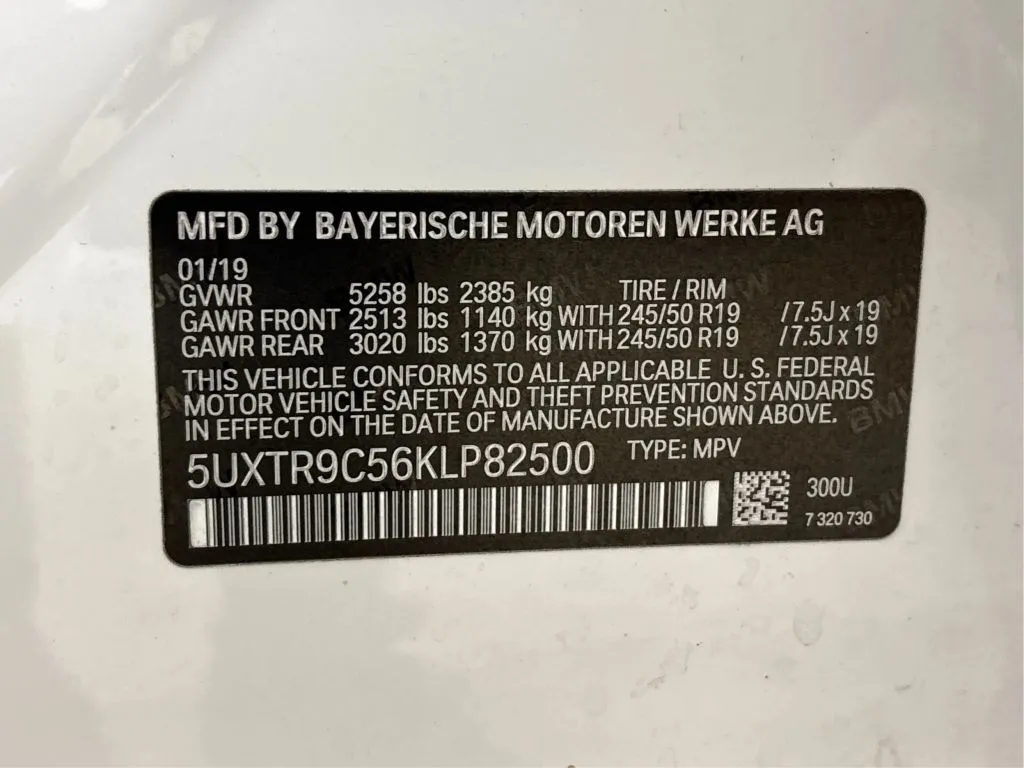 MFD BY BAYERISCHE MOTOREN WERKE AG
01/19
GVWR 5258 lbs 2385 kg TIRE / RIM
GAWR FRONT 2513 lbs 1140 kg WITH 245/50 R19 /7.5J x 19
GAWR REAR 3020 lbs 1370 kg WITH 245/50 R19 /7.5J x 19
THIS VEHICLE CONFORMS TO ALL APPLICABLE U. S. FEDERAL
MOTOR VEHICLE SAFETY AND THEFT PREVENTION STANDARDS
IN EFFECT ON THE DATE OF MANUFACTURE SHOWN ABOVE.
5UXTR9C56KLP82500 TYPE: MPV
300U
7 320 730